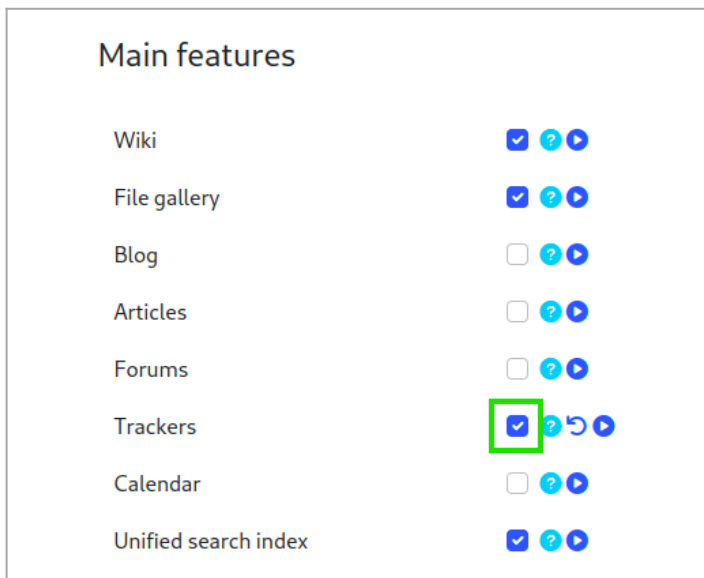 Main features
Wiki
File gallery
Blog
Articles
Forums
Trackers
Calendar
Unified search index